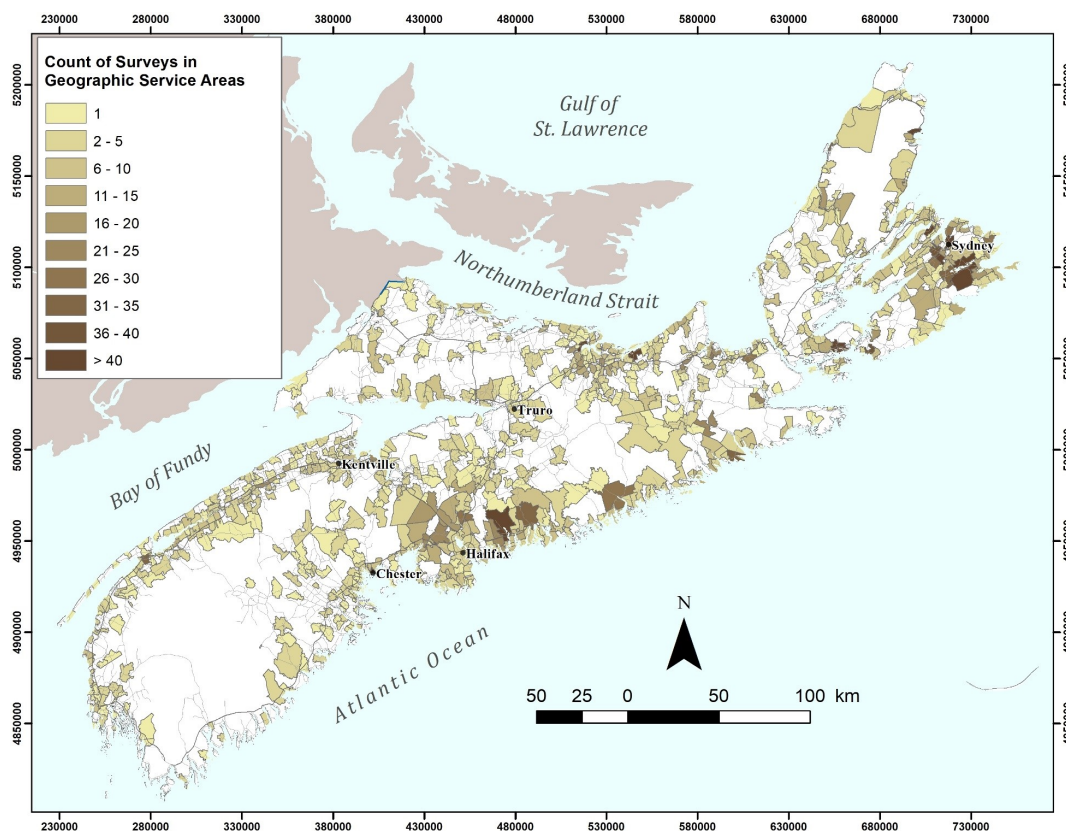 230000 280000 330000 380000 430000 480000 530000 580000 630000 680000 730000
Count of Surveys in
Geographic Service Areas
1
2 - 5
6 - 10
11 - 15
16 - 20
21 - 25
26 - 30
31 - 35
36 - 40
> 40
Gulf of
St. Lawrence
Northumberland Strait
Sydney
Truro
Bay of Fundy
Kentville
Halifax
Chester
Atlantic Ocean
N
50 25 0 50 100 km
5200000
5150000
5100000
5050000
5000000
4950000
4900000
4850000
230000 280000 330000 380000 430000 480000 530000 580000 630000 680000 730000